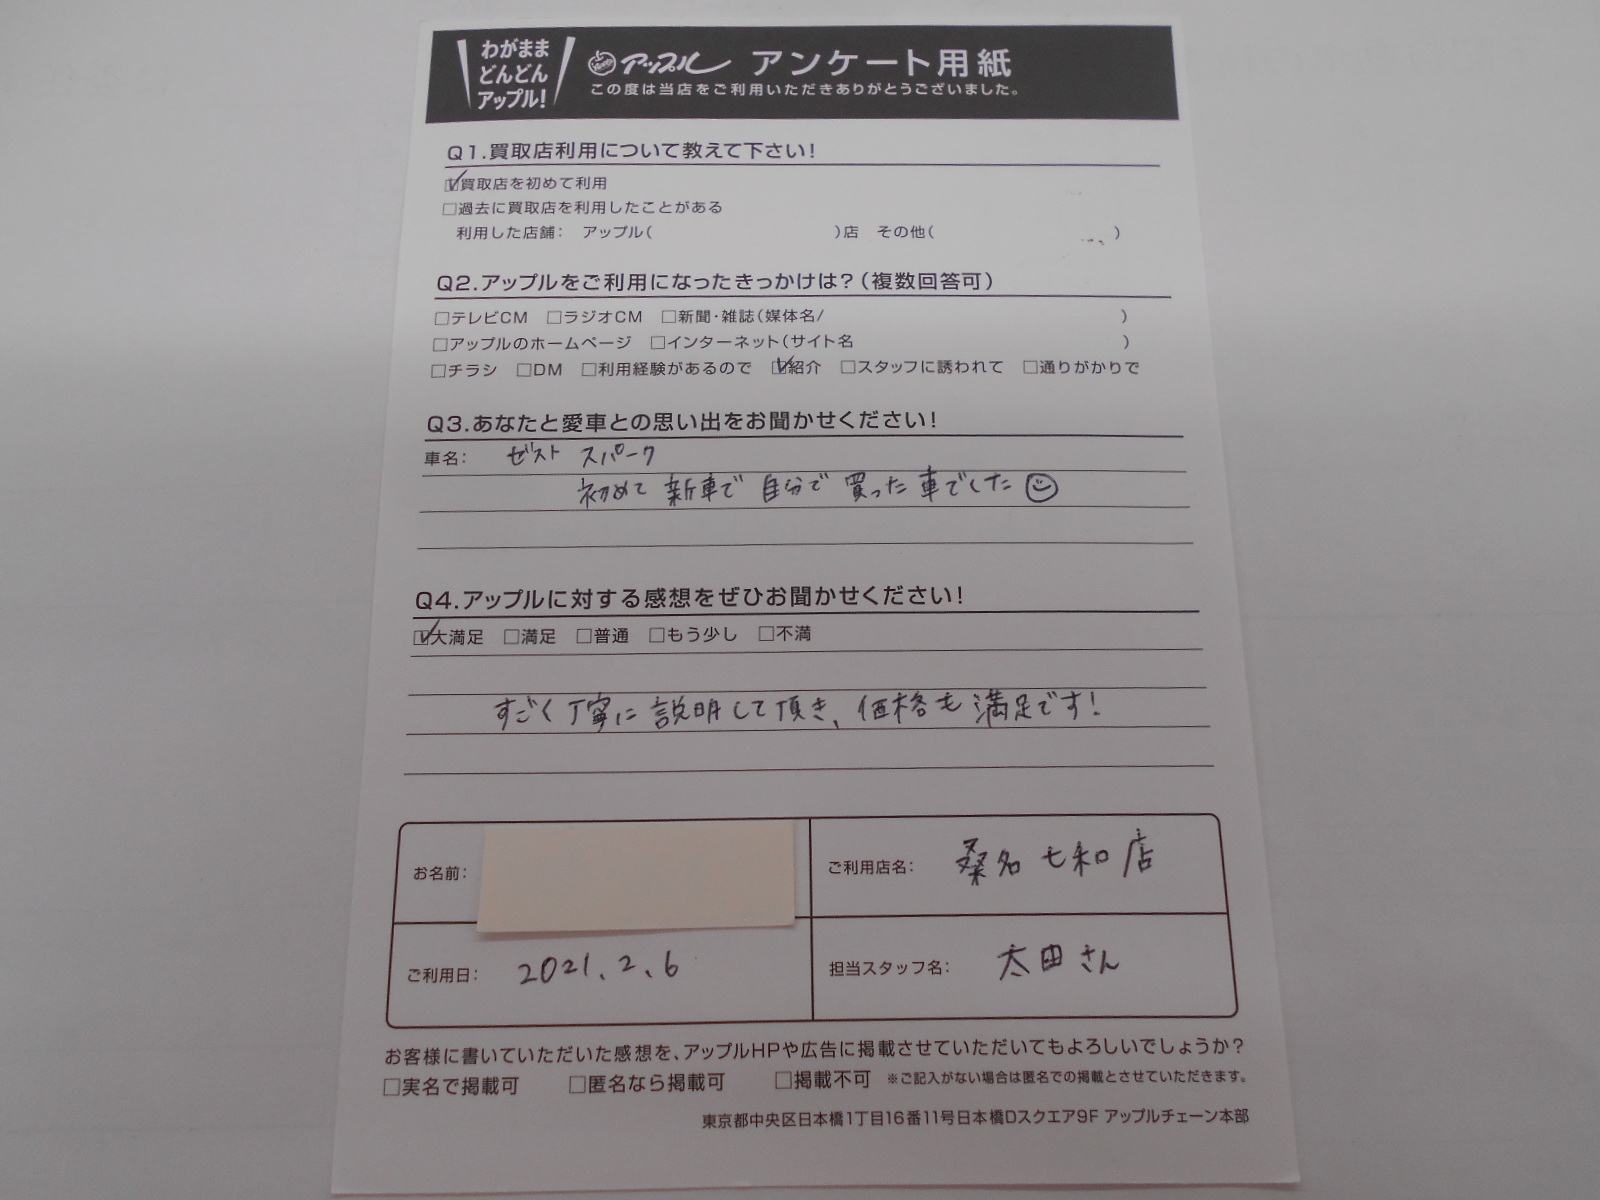 わがまま
どんどん
アップル!
アップル アンケート用紙
この度は当店をご利用いただきありがとうございました。
Q1.買取店利用について教えて下さい!
☑買取店を初めて利用
□過去に買取店を利用したことがある
利用した店舗: アップル( )店 その他( )
Q2.アップルをご利用になったきっかけは?(複数回答可)
□テレビCM □ラジオCM □新聞・雑誌(媒体名/ )
□アップルのホームページ □インターネット(サイト名 )
□チラシ □DM □利用経験があるので ☑紹介 □スタッフに誘われて □通りがかりで
Q3.あなたと愛車との思い出をお聞かせください!
車名: ゼスト スパーク
初めて 新車で 自分で 買った 車でした
Q4.アップルに対する感想をぜひお聞かせください!
☑大満足 □満足 □普通 □もう少し □不満
すごく丁寧に説明して頂き、価格も満足です!
お名前:
ご利用店名: 桑名七和店
ご利用日: 2021.2.6
担当スタッフ名: 太田さん
お客様に書いていただいた感想を、アップルHPや広告に掲載させていただいてもよろしいでしょうか?
□実名で掲載可 □匿名なら掲載可 □掲載不可 ※ご記入がない場合は匿名での掲載とさせていただきます。
東京都中央区日本橋1丁目16番11号日本橋Dスクエア9F アップルチェーン本部